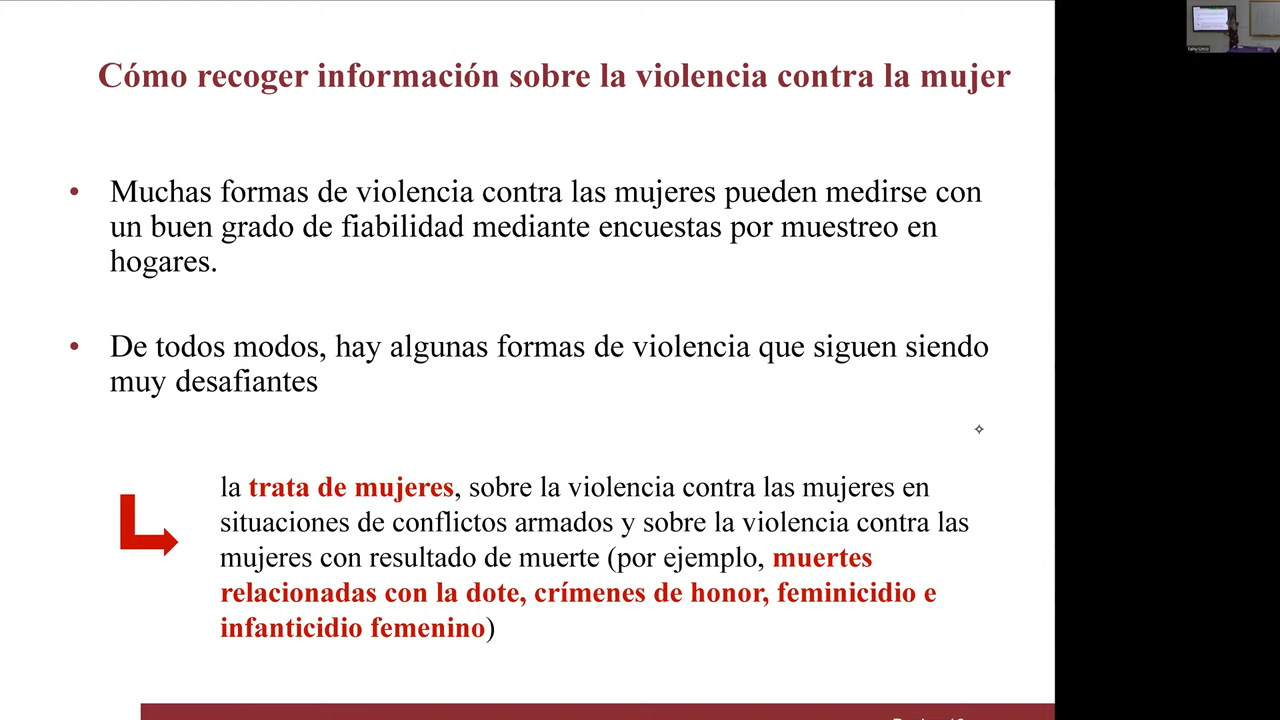 Cómo recoger información sobre la violencia contra la mujer
• Muchas formas de violencia contra las mujeres pueden medirse con
un buen grado de fiabilidad mediante encuestas por muestreo en
hogares.
• De todos modos, hay algunas formas de violencia que siguen siendo
muy desafiantes
la trata de mujeres, sobre la violencia contra las mujeres en
situaciones de conflictos armados y sobre la violencia contra las
mujeres con resultado de muerte (por ejemplo, muertes
relacionadas con la dote, crímenes de honor, feminicidio e
infanticidio femenino)